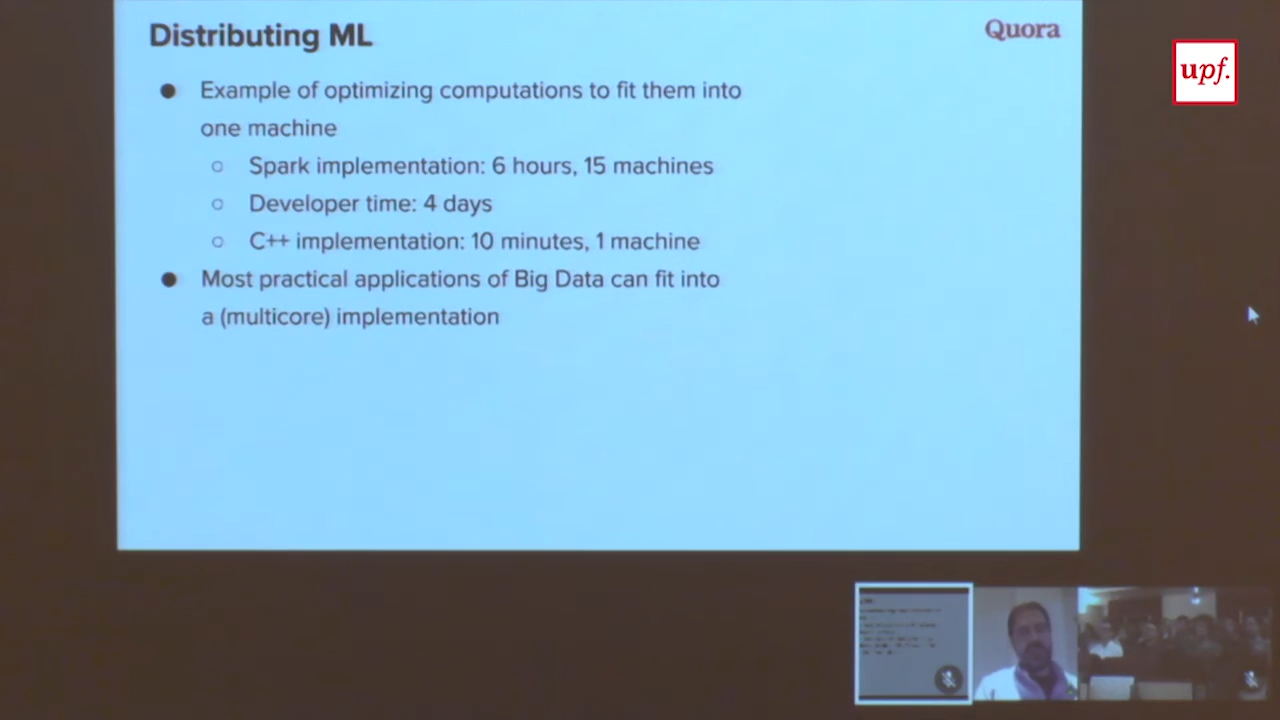 Distributing ML
Quora
upf.
● Example of optimizing computations to fit them into
one machine
○ Spark implementation: 6 hours, 15 machines
○ Developer time: 4 days
○ C++ implementation: 10 minutes, 1 machine
● Most practical applications of Big Data can fit into
a (multicore) implementation